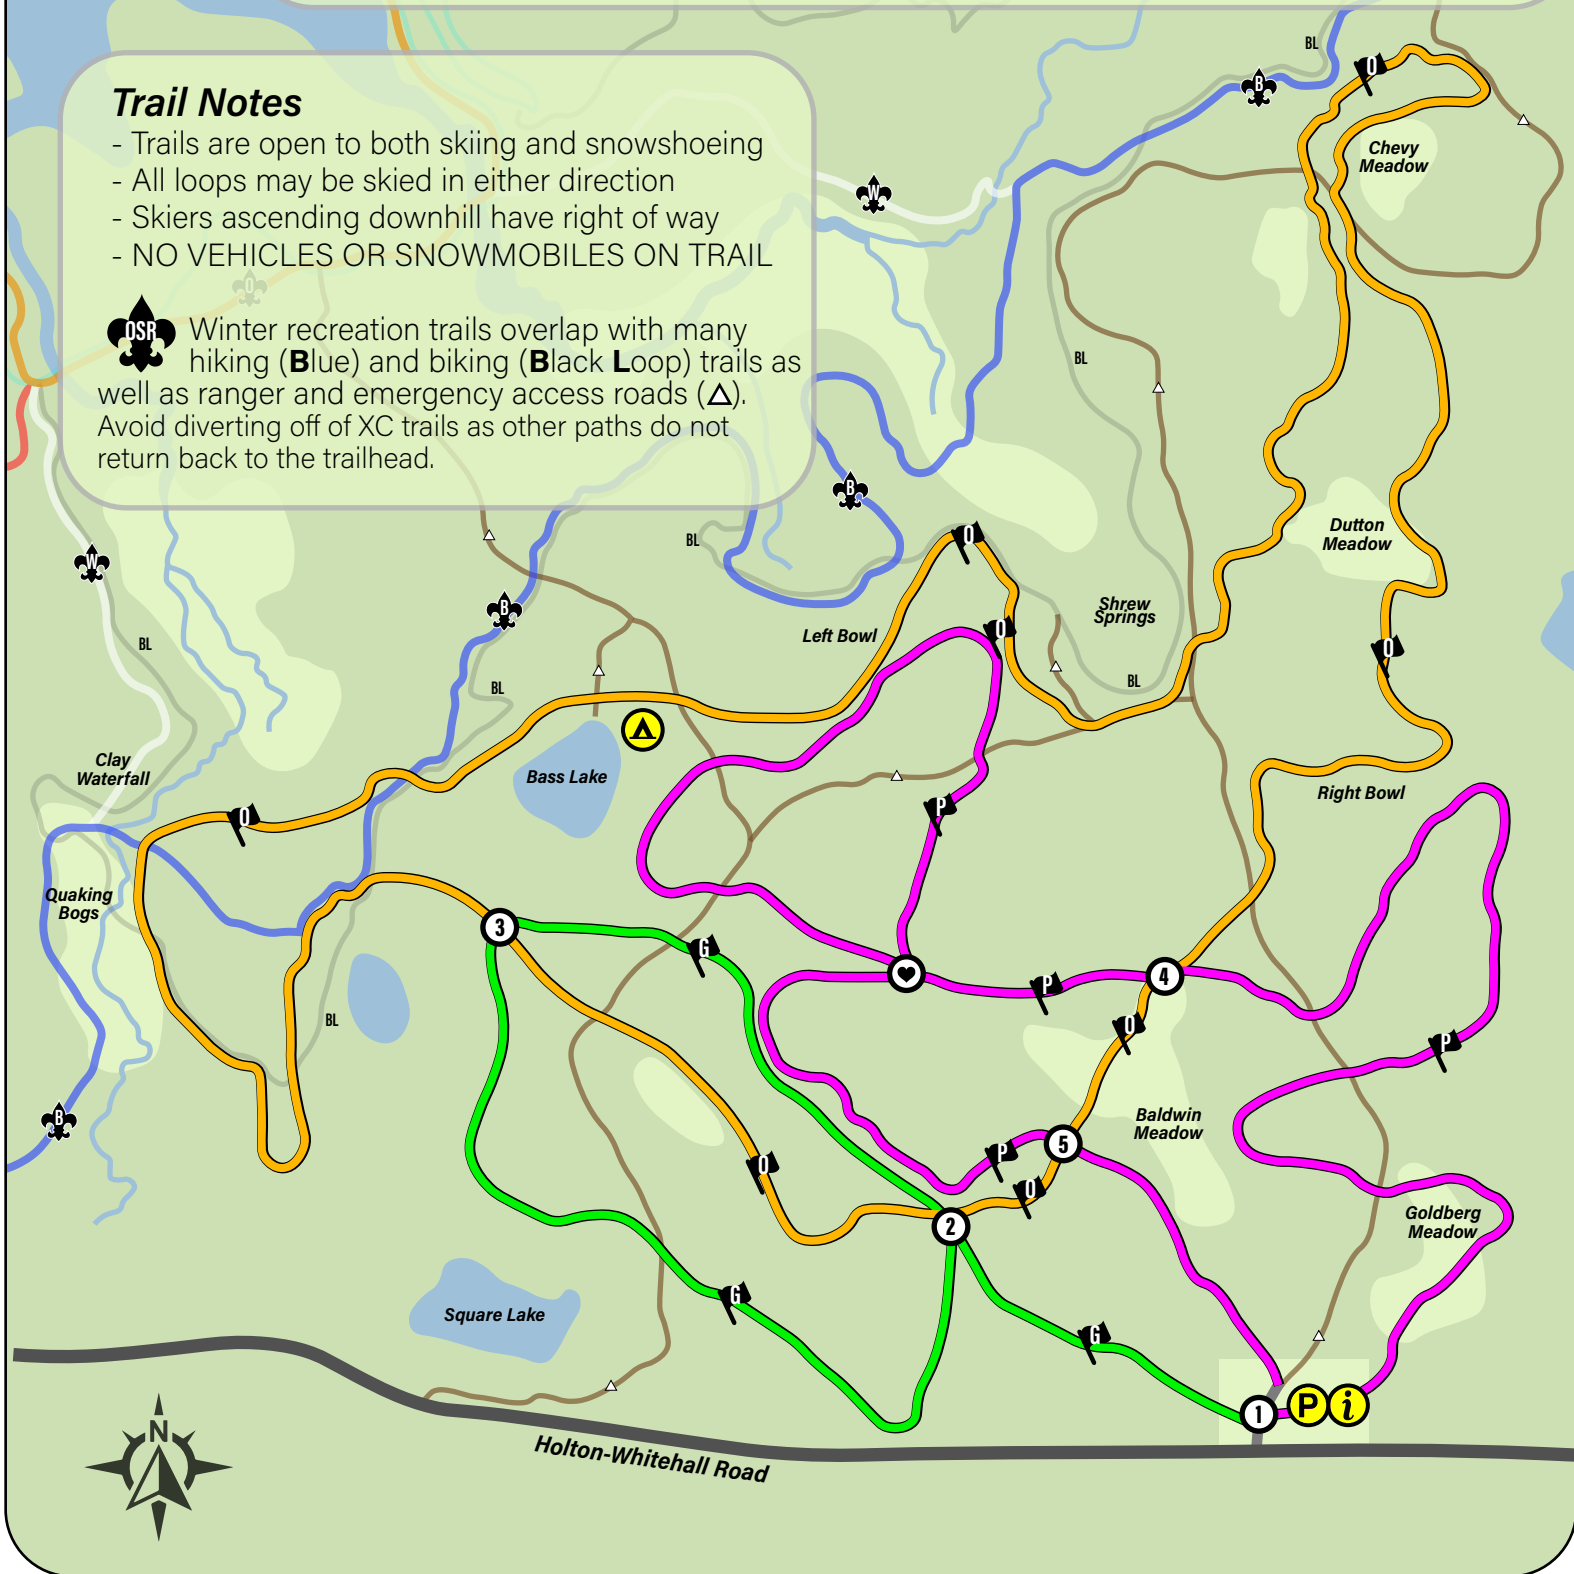 Trail Notes
- Trails are open to both skiing and snowshoeing
- All loops may be skied in either direction
- Skiers ascending downhill have right of way
- NO VEHICLES OR SNOWMOBILES ON TRAIL
OSR Winter recreation trails overlap with many
hiking (Blue) and biking (Black Loop) trails as
well as ranger and emergency access roads (△).
Avoid diverting off of XC trails as other paths do not
return back to the trailhead.
BL
O
B
Chevy
Meadow
W
O
BL
B
Dutton
Meadow
O
BL
W
B
Shrew
Springs
Left Bowl
O
BL
O
BL
BL
Clay
Waterfall
Bass Lake
Right Bowl
O
P
Quaking
Bogs
3
G
4
P
BL
O
P
B
Baldwin
Meadow
5
P
O
O
2
Goldberg
Meadow
Square Lake
G
G
1
P
i
N
Holton-Whitehall Road